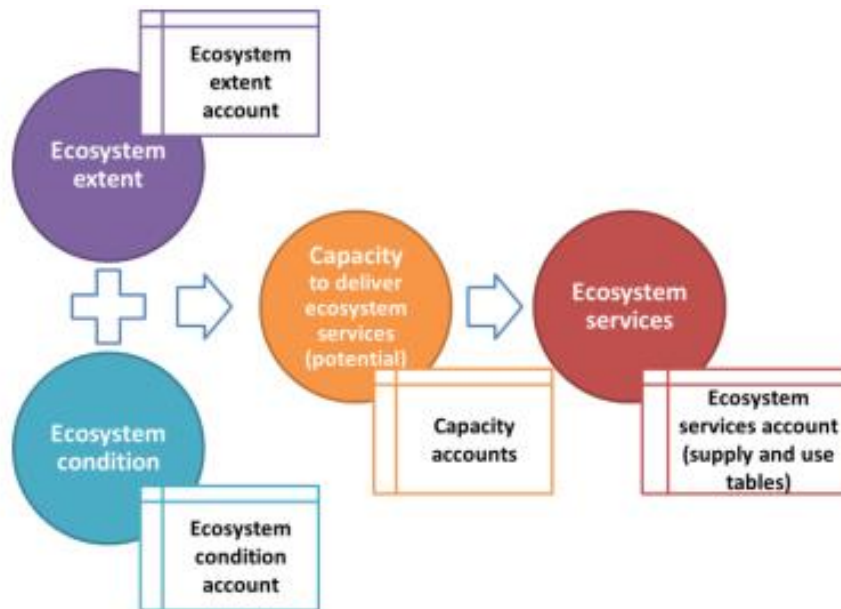 Ecosystem
extent
account
Ecosystem
extent
Capacity
to deliver
ecosystem
services
(potential)
Ecosystem
services
Ecosystem
condition
Capacity
accounts
Ecosystem
services account
(supply and use
tables)
Ecosystem
condition
account